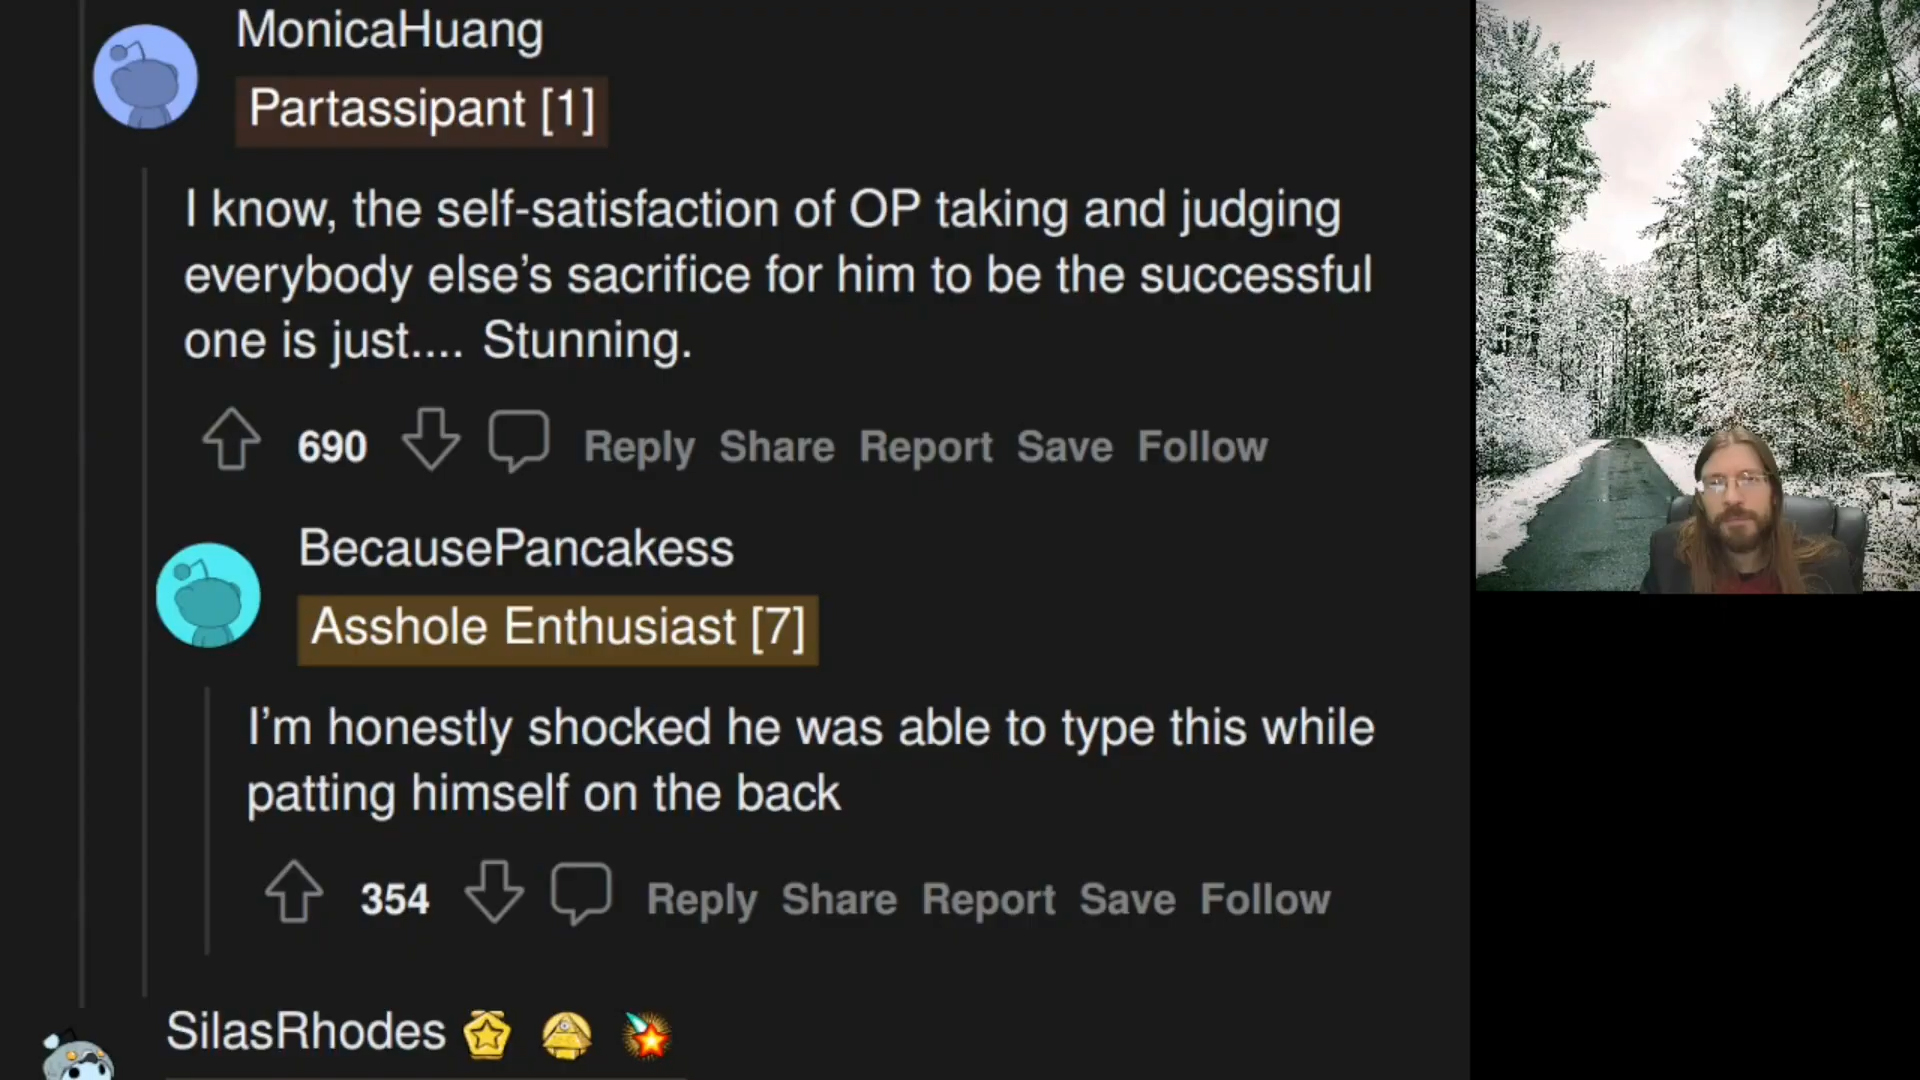 MonicaHuang
Partassipant [1]
I know, the self-satisfaction of OP taking and judging
everybody else’s sacrifice for him to be the successful
one is just.... Stunning.
690 Reply Share Report Save Follow
BecausePancakess
Asshole Enthusiast [7]
I’m honestly shocked he was able to type this while
patting himself on the back
354 Reply Share Report Save Follow
SilasRhodes